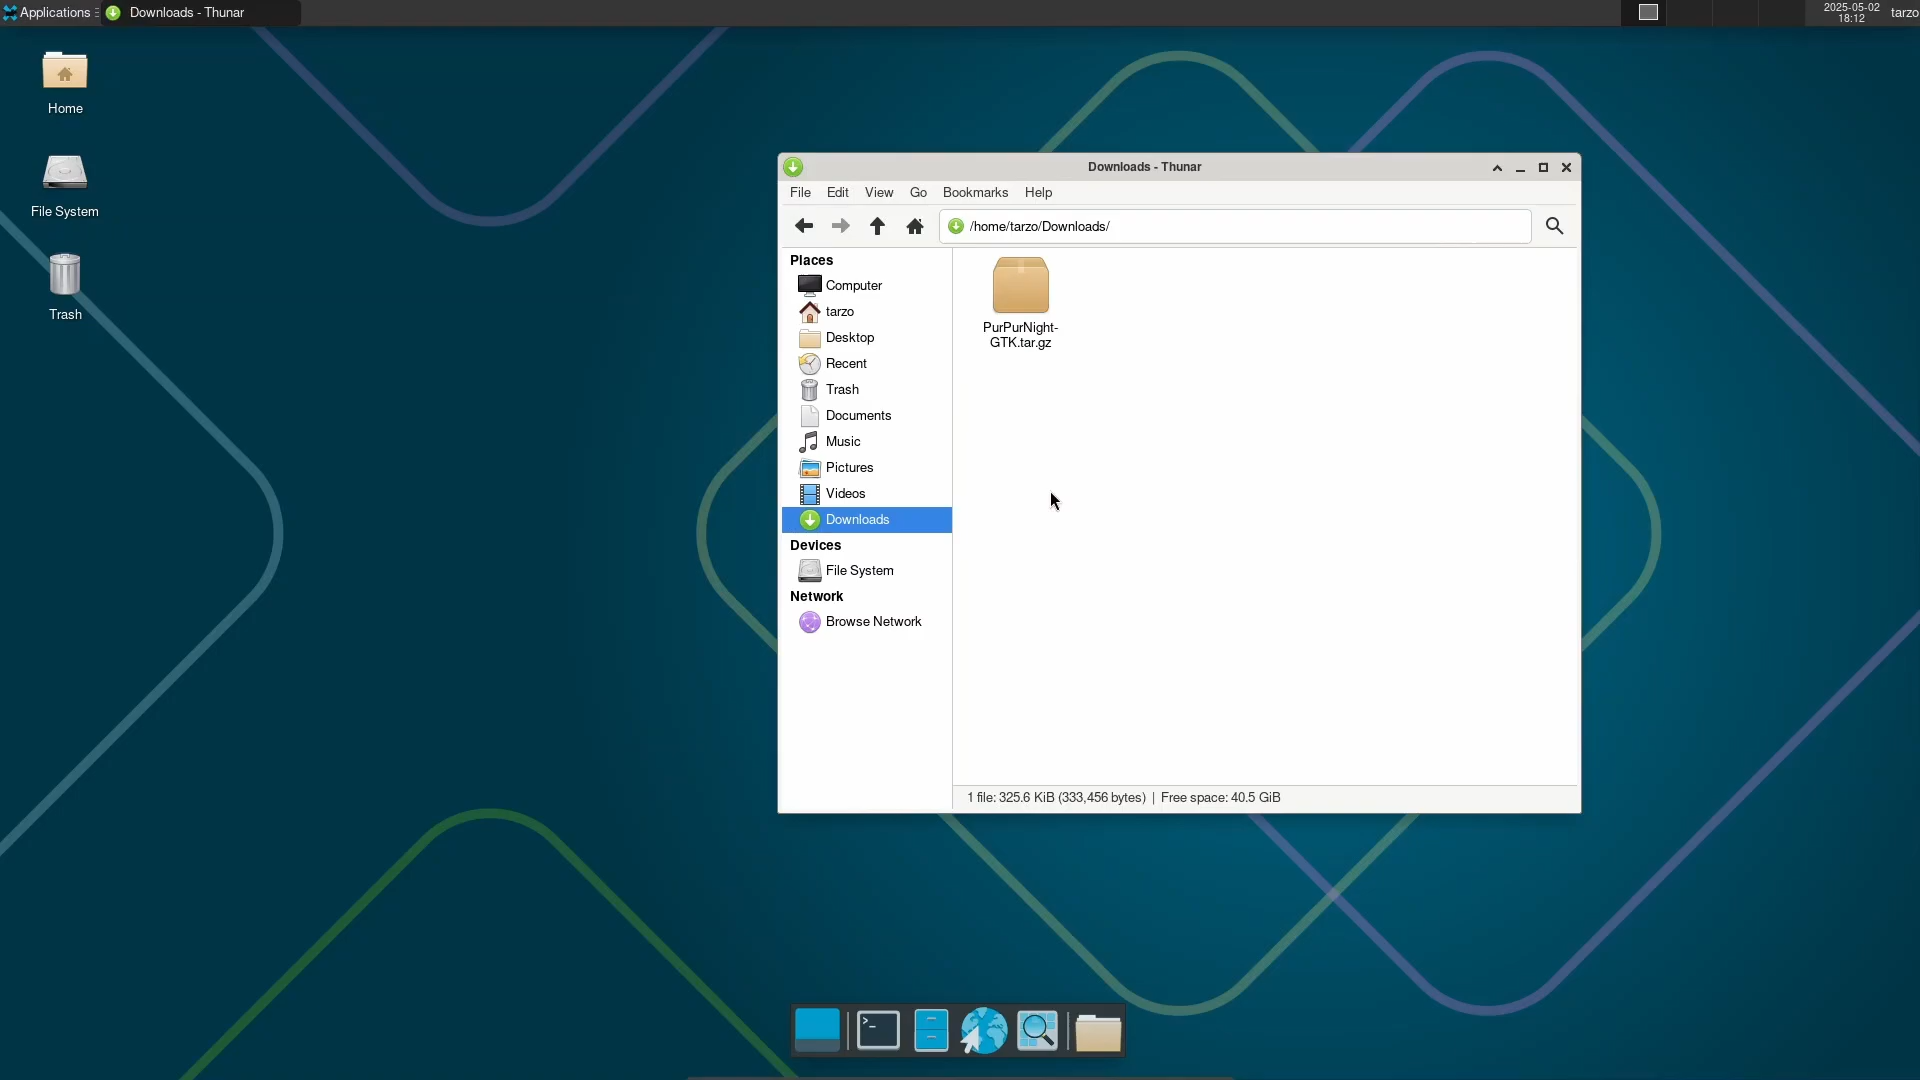 Applications
Downloads - Thunar
2025-05-02
18:12
tarzo
Home
File System
Trash
Downloads - Thunar
File Edit View Go Bookmarks Help
/home/tarzo/Downloads/
Places
Computer
tarzo
Desktop
Recent
Trash
Documents
Music
Pictures
Videos
Downloads
Devices
File System
Network
Browse Network
PurPurNight-
GTK.tar.gz
1 file: 325.6 KiB (333,456 bytes) | Free space: 40.5 GiB